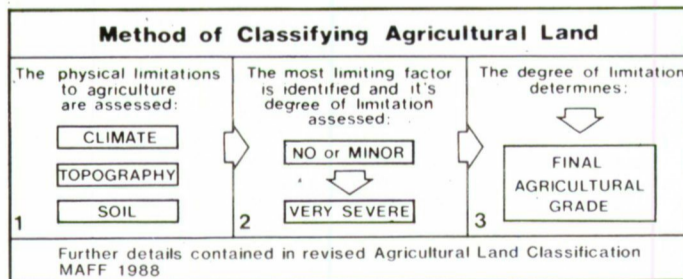 Method of Classifying Agricultural Land
The physical limitations
to agriculture
are assessed:
CLIMATE
TOPOGRAPHY
SOIL
1
The most limiting factor
is identified and it's
degree of limitation
assessed:
NO or MINOR
VERY SEVERE
2
The degree of limitation
determines:
FINAL
AGRICULTURAL
GRADE
3
Further details contained in revised Agricultural Land Classification
MAFF 1988